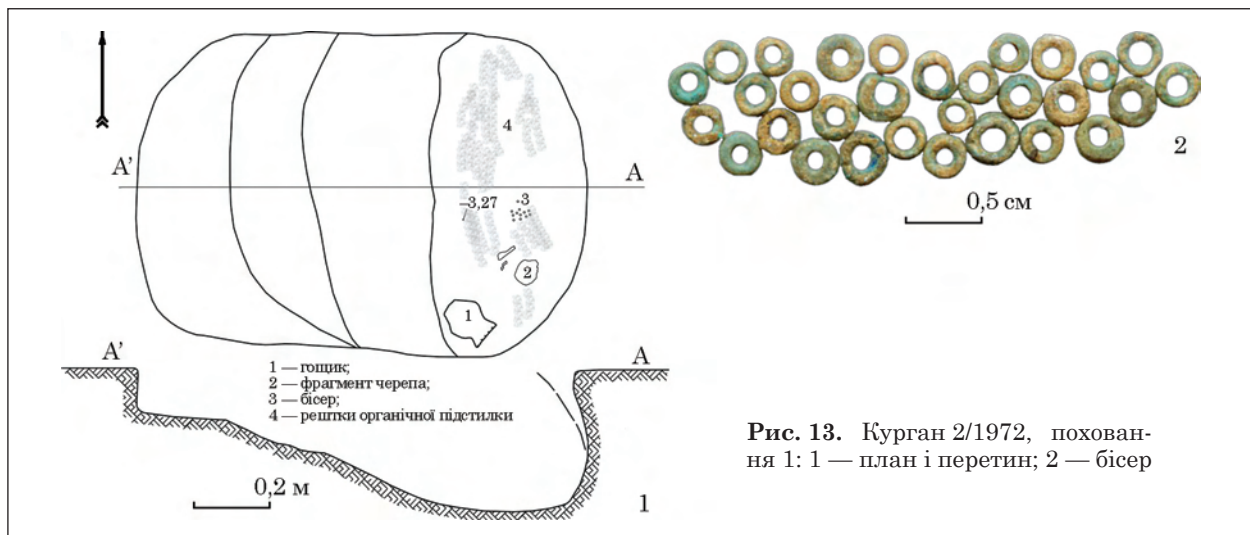 4
A'
A
–3,27
3
2
1
A'
A
1 — гощик;
2 — фрагмент черепа;
3 — бісер;
4 — рештки органічної підстилки
0,2 м
1
2
0,5 см
Рис. 13. Курган 2/1972, похован-
ня 1: 1 — план і перетин; 2 — бісер